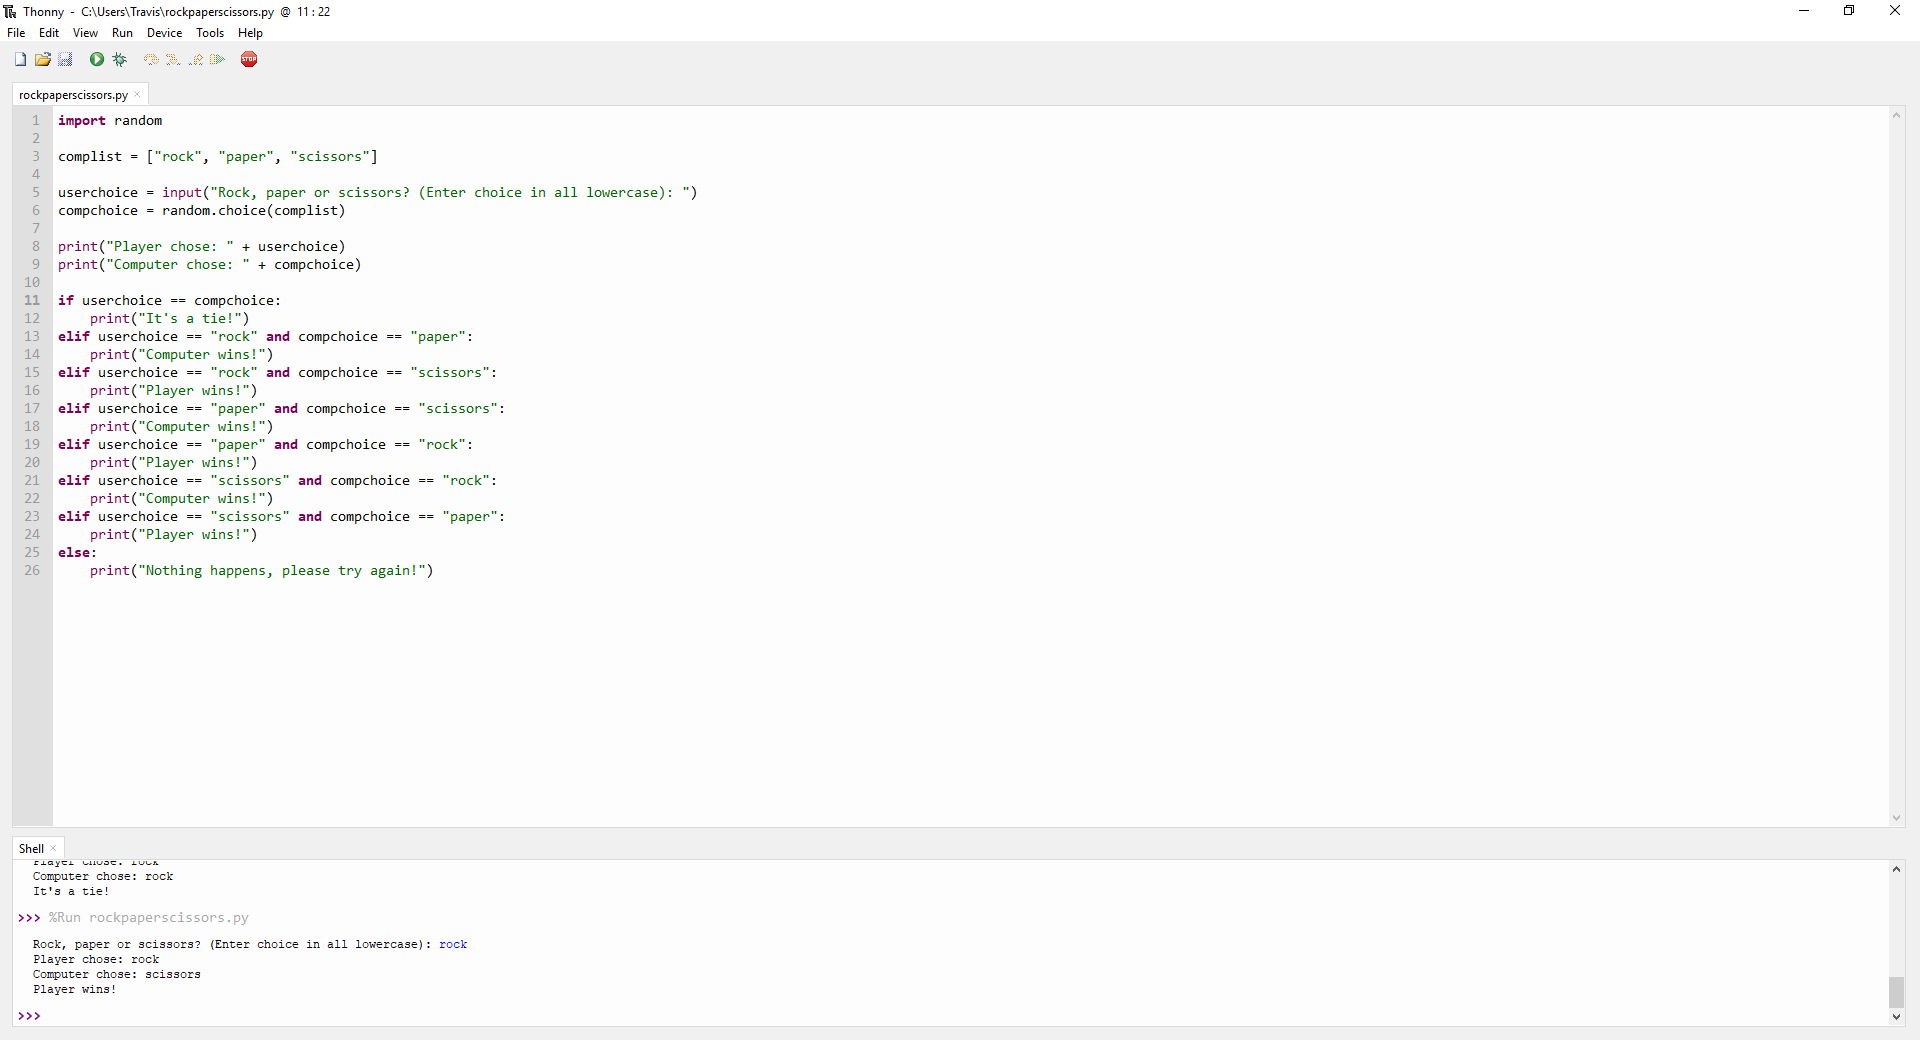 Thonny - C:\Users\Travis\rockpaperscissors.py @ 11 : 22
File Edit View Run Device Tools Help
STOP
rockpaperscissors.py
1 import random
2
3 complist = ["rock", "paper", "scissors"]
4
5 userchoice = input("Rock, paper or scissors? (Enter choice in all lowercase): ")
6 compchoice = random.choice(complist)
7
8 print("Player chose: " + userchoice)
9 print("Computer chose: " + compchoice)
10
11 if userchoice == compchoice:
12     print("It's a tie!")
13 elif userchoice == "rock" and compchoice == "paper":
14     print("Computer wins!")
15 elif userchoice == "rock" and compchoice == "scissors":
16     print("Player wins!")
17 elif userchoice == "paper" and compchoice == "scissors":
18     print("Computer wins!")
19 elif userchoice == "paper" and compchoice == "rock":
20     print("Player wins!")
21 elif userchoice == "scissors" and compchoice == "rock":
22     print("Computer wins!")
23 elif userchoice == "scissors" and compchoice == "paper":
24     print("Player wins!")
25 else:
26     print("Nothing happens, please try again!")
Shell
Player chose: rock
Computer chose: rock
It's a tie!
>>> %Run rockpaperscissors.py
Rock, paper or scissors? (Enter choice in all lowercase): rock
Player chose: rock
Computer chose: scissors
Player wins!
>>>